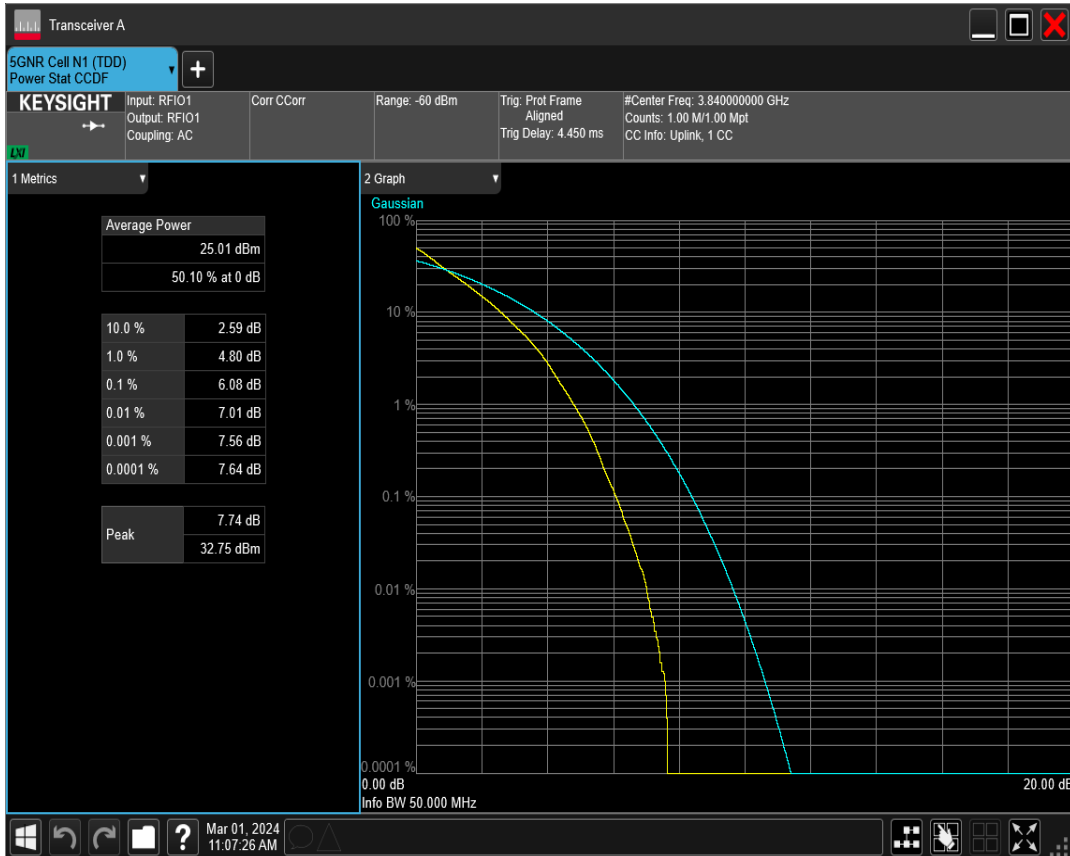 Transceiver A
5GNR Cell N1 (TDD)
Power Stat CCDF
+
KEYSIGHT
LXI
Input: RFIO1
Output: RFIO1
Coupling: AC
Corr CCorr
Range: -60 dBm
Trig: Prot Frame
Aligned
Trig Delay: 4.450 ms
#Center Freq: 3.840000000 GHz
Counts: 1.00 M/1.00 Mpt
CC Info: Uplink, 1 CC
1 Metrics
Average Power
25.01 dBm
50.10 % at 0 dB
10.0 % 2.59 dB
1.0 % 4.80 dB
0.1 % 6.08 dB
0.01 % 7.01 dB
0.001 % 7.56 dB
0.0001 % 7.64 dB
Peak 7.74 dB
32.75 dBm
2 Graph
Gaussian
100 %
10 %
1 %
0.1 %
0.01 %
0.001 %
0.0001 %
0.00 dB 20.00 dB
Info BW 50.000 MHz
?
Mar 01, 2024
11:07:26 AM